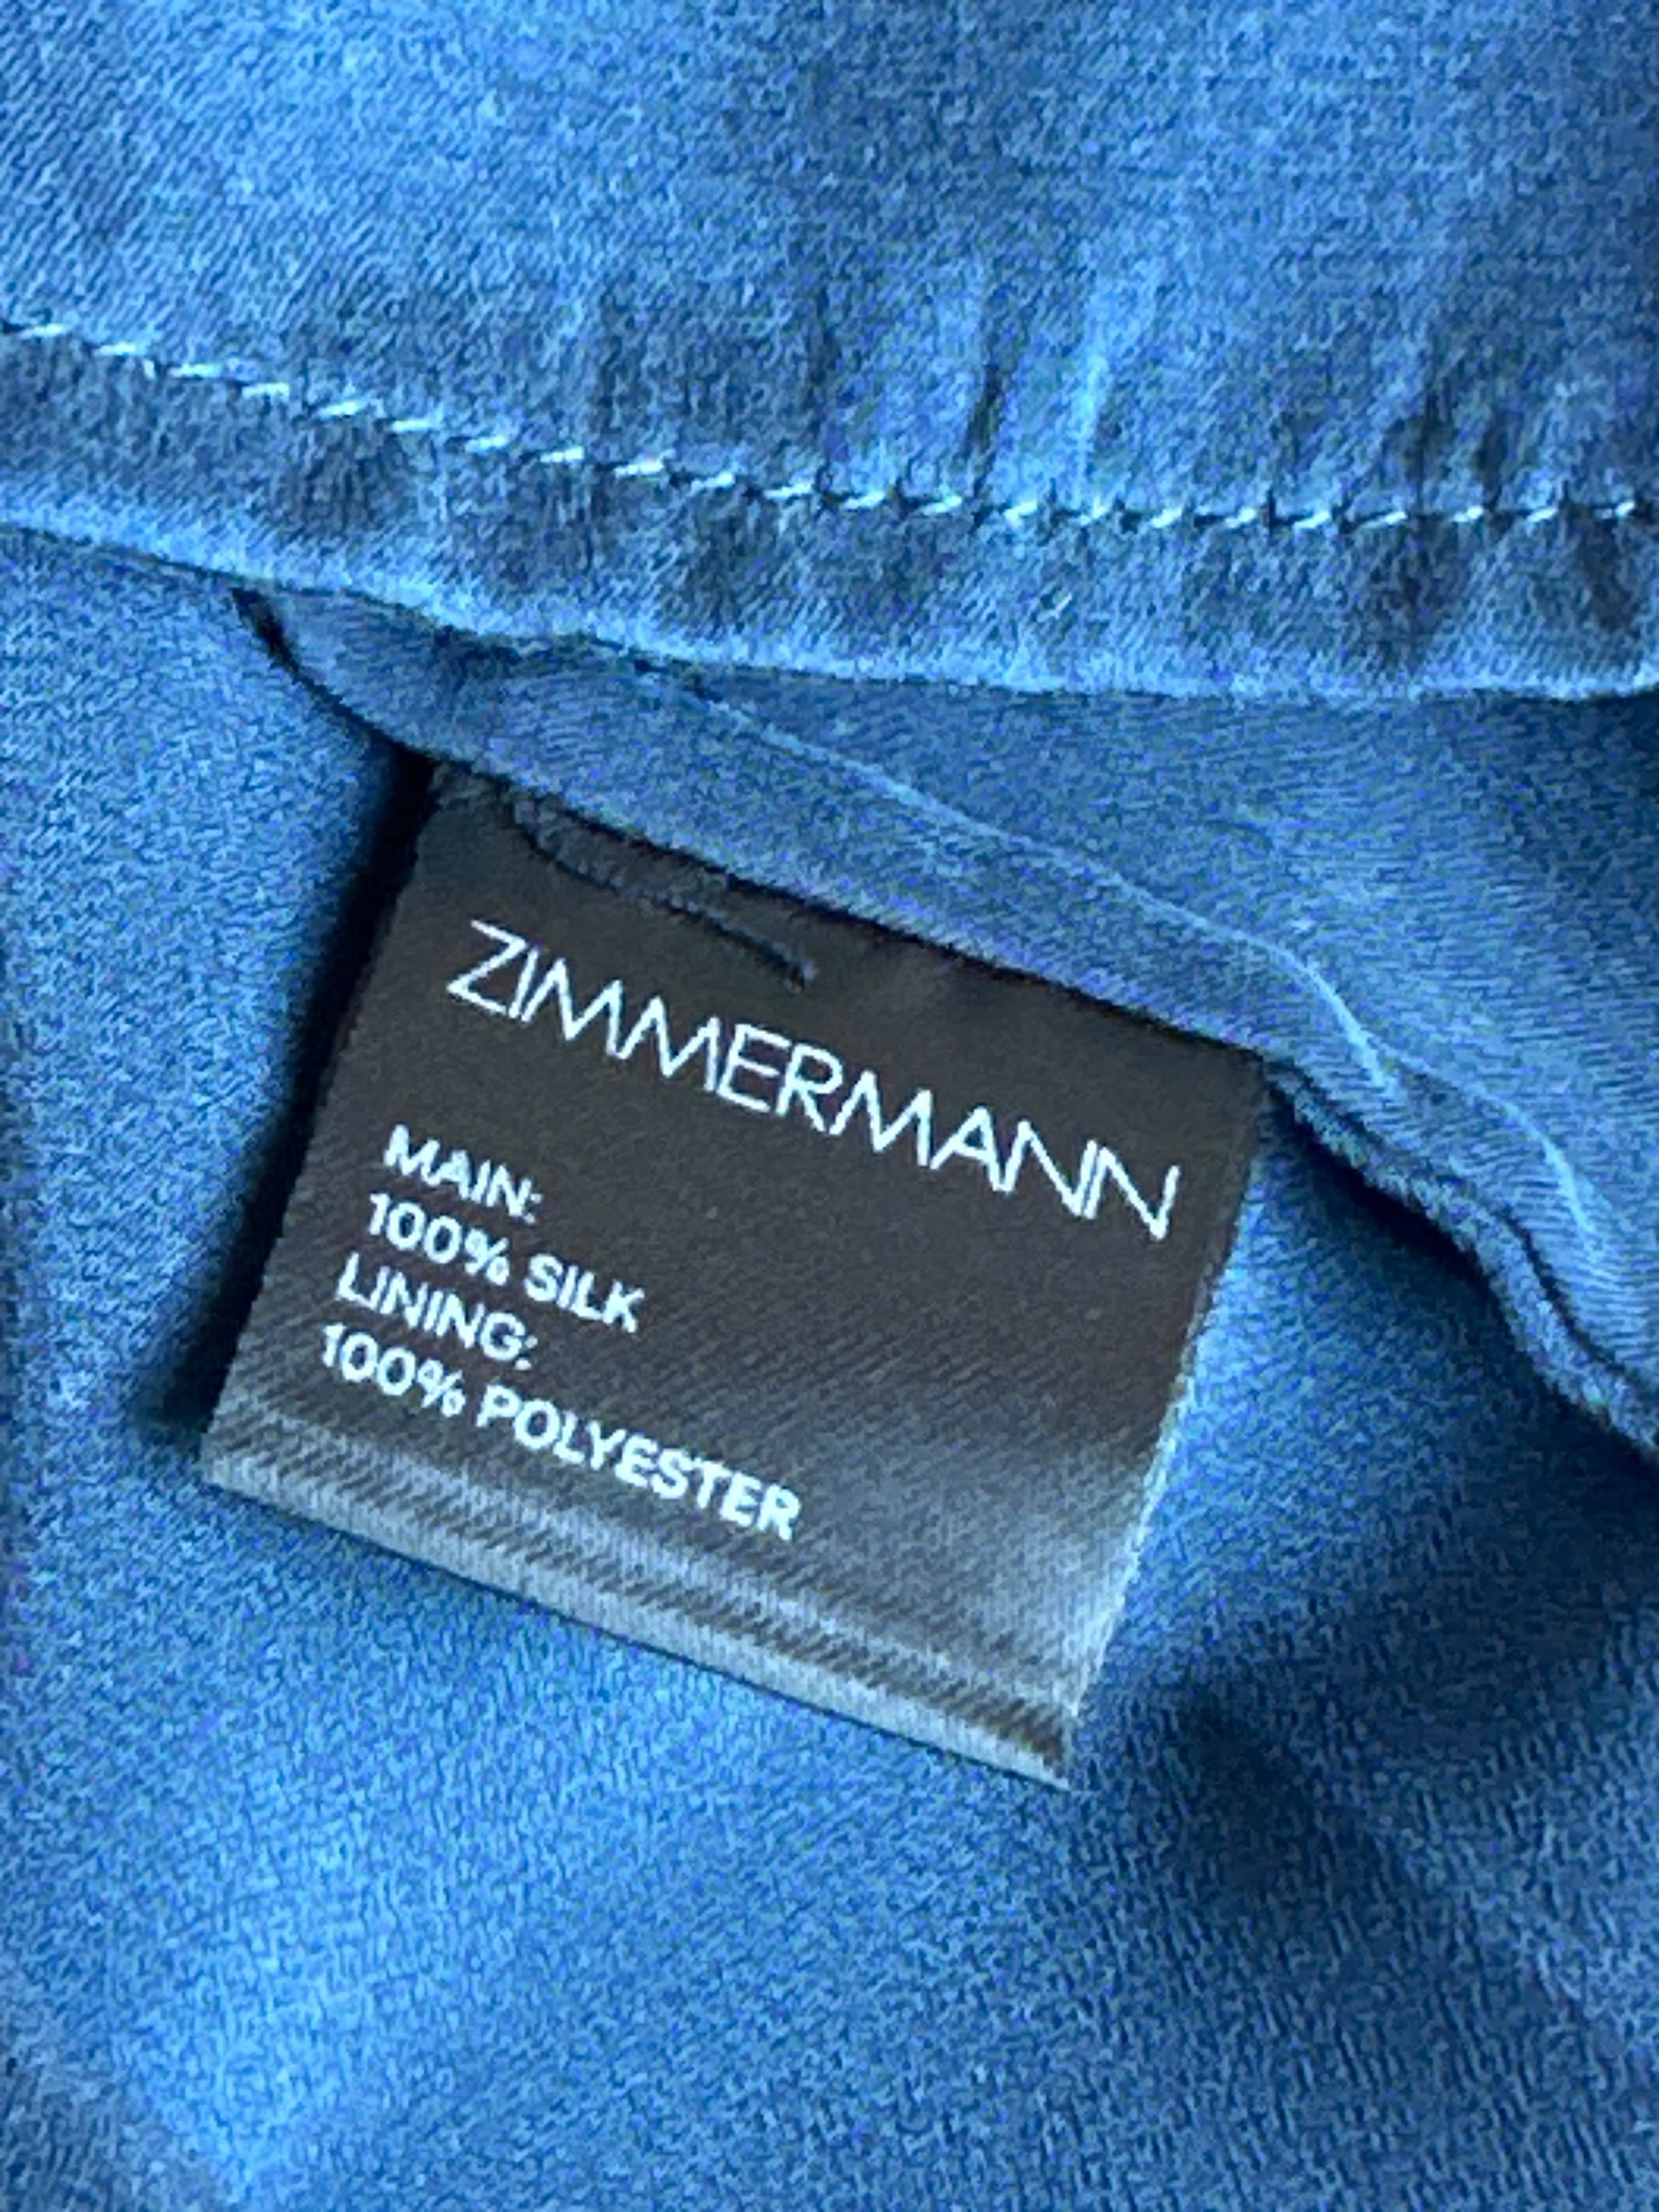 ZIMMERMANN
MAIN:
100% SILK
LINING:
100% POLYESTER